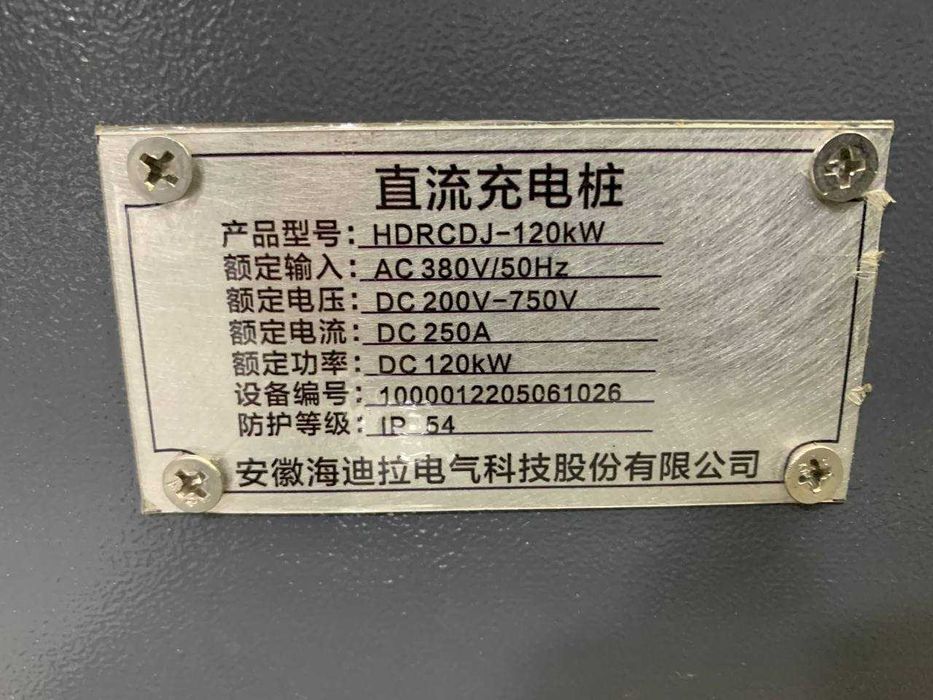 直流充电桩
产品型号: HDRCDJ-120kW
额定输入: AC 380V/50Hz
额定电压: DC 200V-750V
额定电流: DC 250A
额定功率: DC 120kW
设备编号: 1000012205061026
防护等级: IP 54
安徽海迪拉电气科技股份有限公司